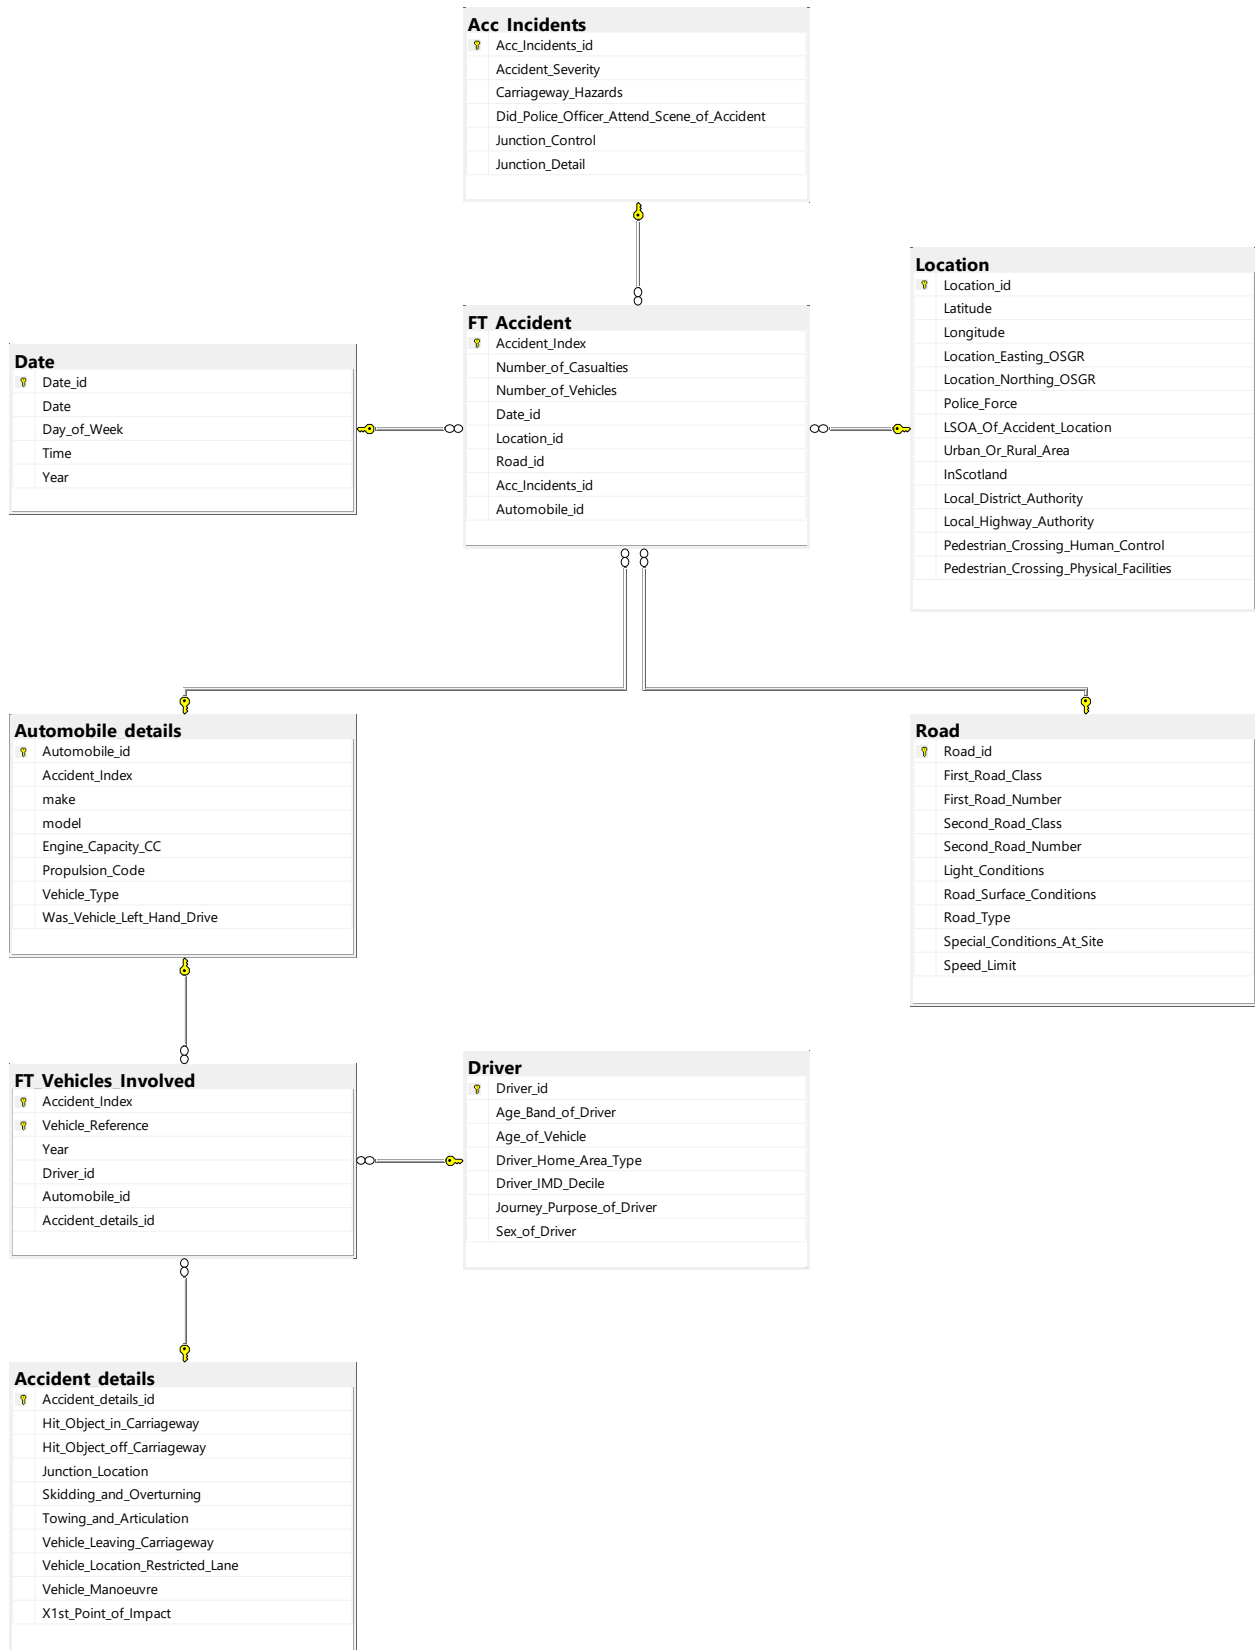 Acc_Incidents
Acc_Incidents_id
Accident_Severity
Carriageway_Hazards
Did_Police_Officer_Attend_Scene_of_Accident
Junction_Control
Junction_Detail
Location
Location_id
Latitude
Longitude
Location_Easting_OSGR
Location_Northing_OSGR
Police_Force
LSOA_Of_Accident_Location
Urban_Or_Rural_Area
InScotland
Local_District_Authority
Local_Highway_Authority
Pedestrian_Crossing_Human_Control
Pedestrian_Crossing_Physical_Facilities
FT_Accident
Accident_Index
Number_of_Casualties
Number_of_Vehicles
Date_id
Location_id
Road_id
Acc_Incidents_id
Automobile_id
Date
Date_id
Date
Day_of_Week
Time
Year
Automobile_details
Automobile_id
Accident_Index
make
model
Engine_Capacity_CC
Propulsion_Code
Vehicle_Type
Was_Vehicle_Left_Hand_Drive
Road
Road_id
First_Road_Class
First_Road_Number
Second_Road_Class
Second_Road_Number
Light_Conditions
Road_Surface_Conditions
Road_Type
Special_Conditions_At_Site
Speed_Limit
FT_Vehicles_Involved
Accident_Index
Vehicle_Reference
Year
Driver_id
Automobile_id
Accident_details_id
Driver
Driver_id
Age_Band_of_Driver
Age_of_Vehicle
Driver_Home_Area_Type
Driver_IMD_Decile
Journey_Purpose_of_Driver
Sex_of_Driver
Accident_details
Accident_details_id
Hit_Object_in_Carriageway
Hit_Object_off_Carriageway
Junction_Location
Skidding_and_Overturning
Towing_and_Articulation
Vehicle_Leaving_Carriageway
Vehicle_Location_Restricted_Lane
Vehicle_Manoeuvre
X1st_Point_of_Impact